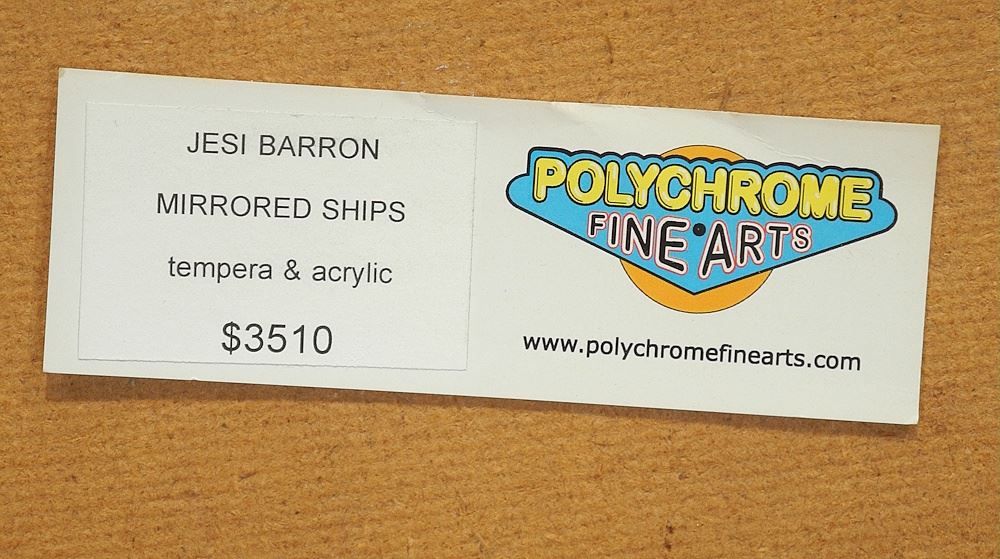 JESI BARRON
MIRRORED SHIPS
tempera & acrylic
$3510
POLYCHROME
FINE•ARTS
www.polychromefinearts.com